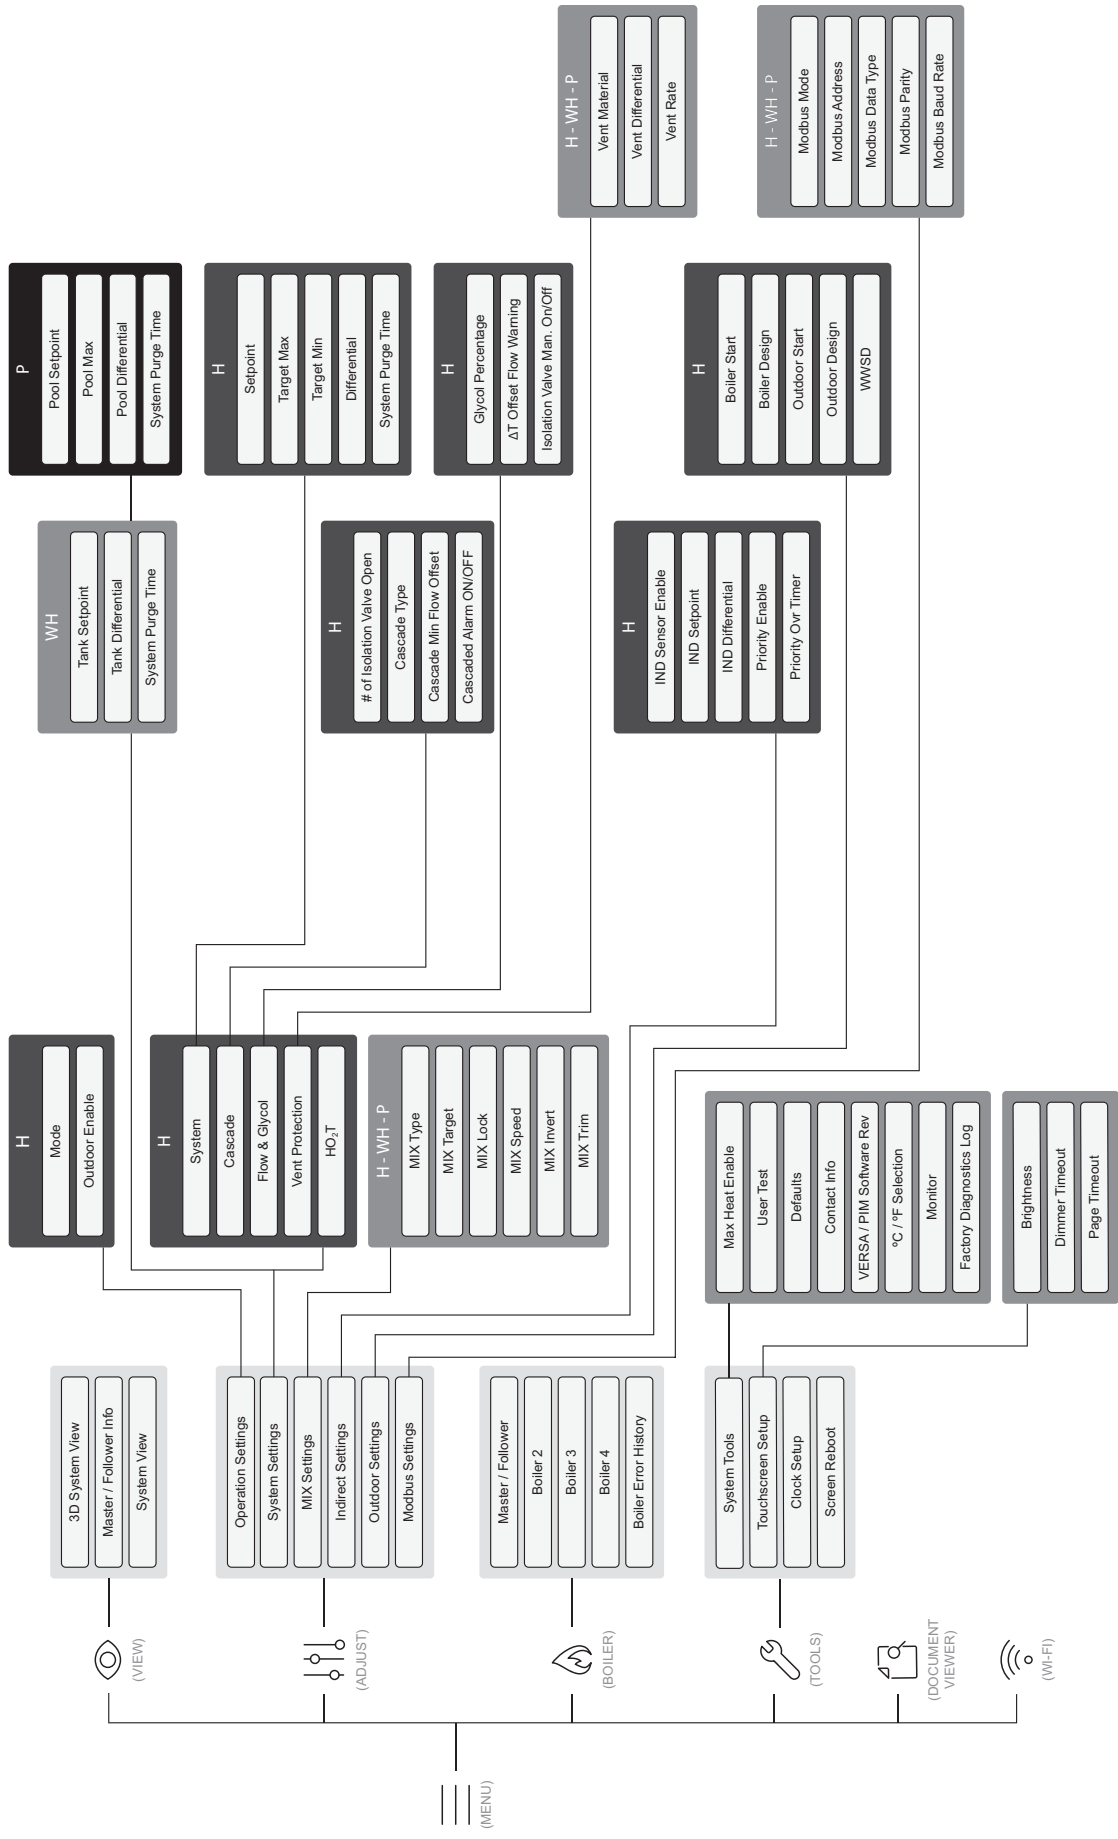 (MENU)
(VIEW)
(ADJUST)
(BOILER)
(TOOLS)
(DOCUMENT
VIEWER)
(WI-FI)
3D System View
Master / Follower Info
System View
Operation Settings
System Settings
MIX Settings
Indirect Settings
Outdoor Settings
Modbus Settings
Master / Follower
Boiler 2
Boiler 3
Boiler 4
Boiler Error History
System Tools
Touchscreen Setup
Clock Setup
Screen Reboot
H
Mode
Outdoor Enable
H
System
Cascade
Flow & Glycol
Vent Protection
HO₂T
H - WH - P
MIX Type
MIX Target
MIX Lock
MIX Speed
MIX Invert
MIX Trim
Max Heat Enable
User Test
Defaults
Contact Info
VERSA / PIM Software Rev
ºC / ºF Selection
Monitor
Factory Diagnostics Log
Brightness
Dimmer Timeout
Page Timeout
WH
Tank Setpoint
Tank Differential
System Purge Time
H
# of Isolation Valve Open
Cascade Type
Cascade Min Flow Offset
Cascaded Alarm ON/OFF
H
IND Sensor Enable
IND Setpoint
IND Differential
Priority Enable
Priority Ovr Timer
P
Pool Setpoint
Pool Max
Pool Differential
System Purge Time
H
Setpoint
Target Max
Target Min
Differential
System Purge Time
H
Glycol Percentage
ΔT Offset Flow Warning
Isolation Valve Man. On/Off
H
Boiler Start
Boiler Design
Outdoor Start
Outdoor Design
WWSD
H - WH - P
Vent Material
Vent Differential
Vent Rate
H - WH - P
Modbus Mode
Modbus Address
Modbus Data Type
Modbus Parity
Modbus Baud Rate